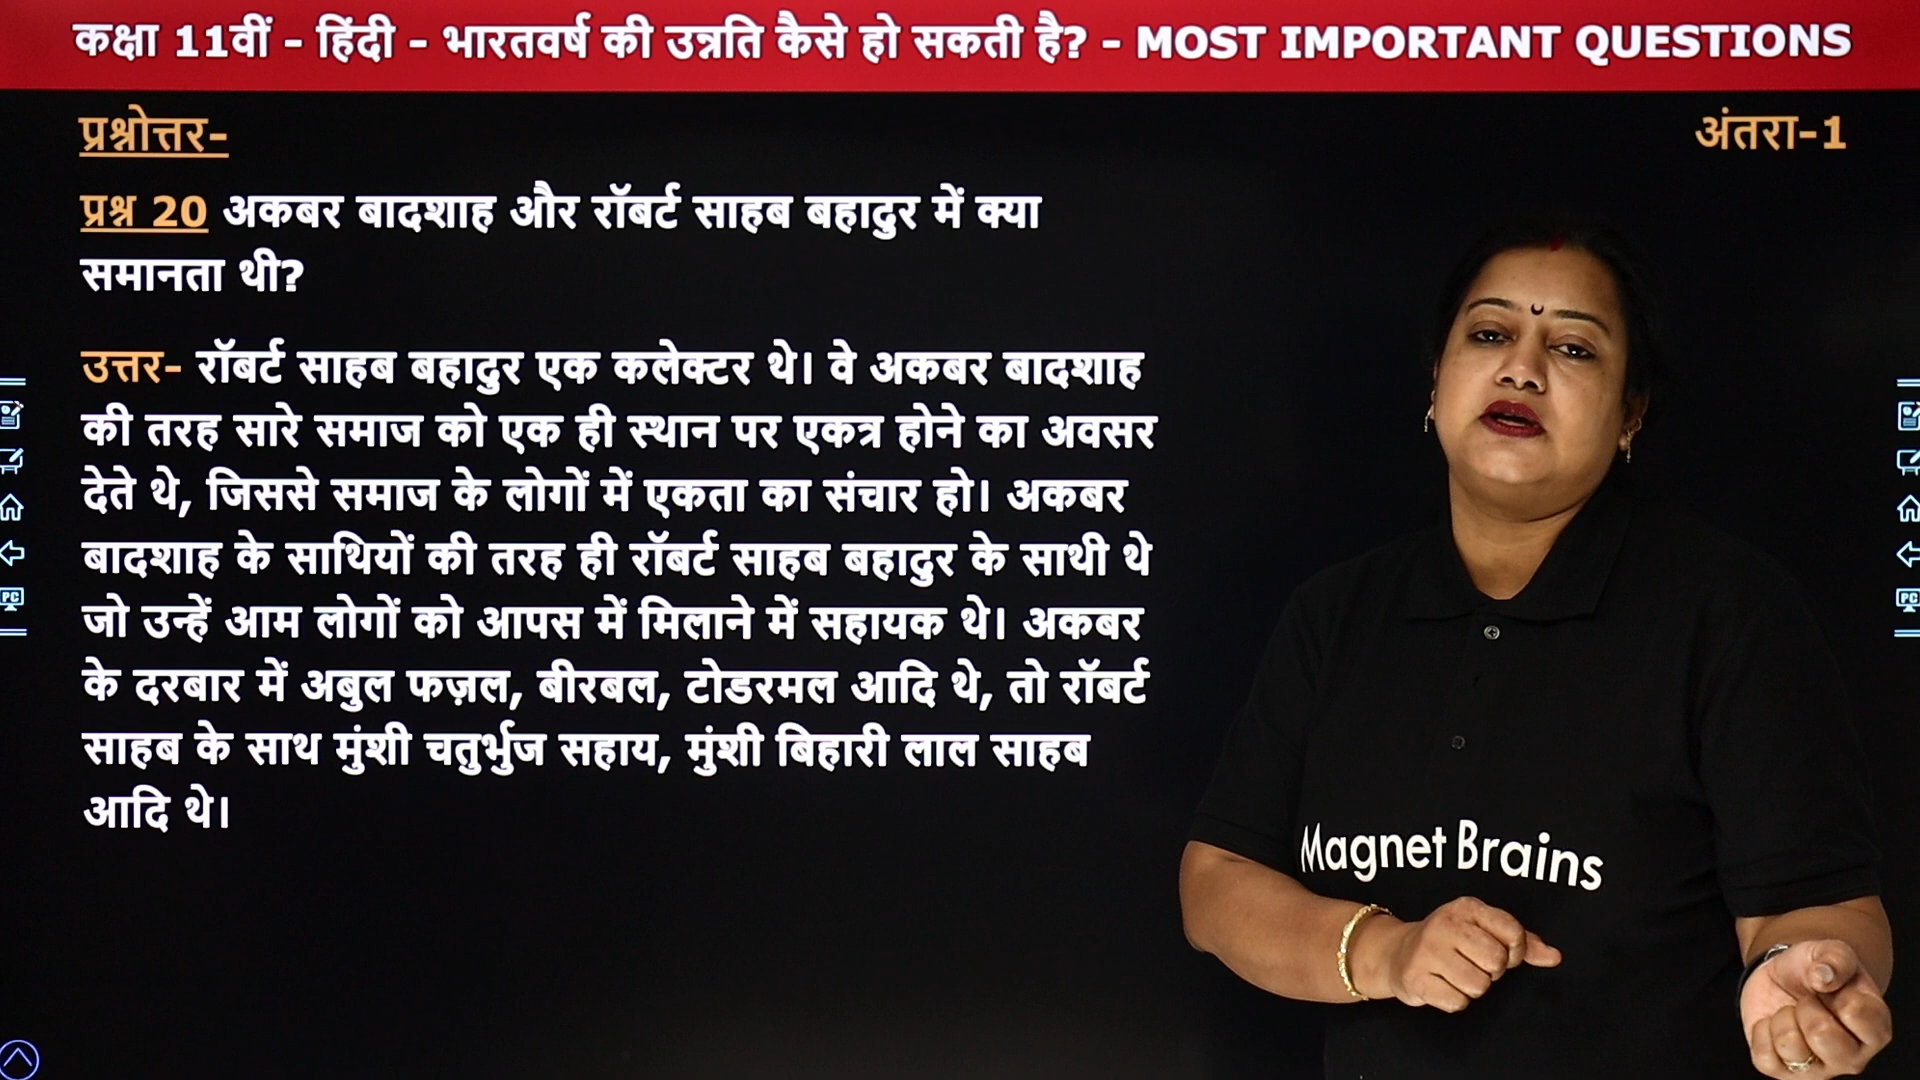 कक्षा 11वीं - हिंदी - भारतवर्ष की उन्नति कैसे हो सकती है? - MOST IMPORTANT QUESTIONS
प्रश्नोत्तर-
अंतरा-1
प्रश्न 20 अकबर बादशाह और रॉबर्ट साहब बहादुर में क्या
समानता थी?
उत्तर- रॉबर्ट साहब बहादुर एक कलेक्टर थे। वे अकबर बादशाह
की तरह सारे समाज को एक ही स्थान पर एकत्र होने का अवसर
देते थे, जिससे समाज के लोगों में एकता का संचार हो। अकबर
बादशाह के साथियों की तरह ही रॉबर्ट साहब बहादुर के साथी थे
जो उन्हें आम लोगों को आपस में मिलाने में सहायक थे। अकबर
के दरबार में अबुल फज़ल, बीरबल, टोडरमल आदि थे, तो रॉबर्ट
साहब के साथ मुंशी चतुर्भुज सहाय, मुंशी बिहारी लाल साहब
आदि थे।
Magnet Brains
PC
PC